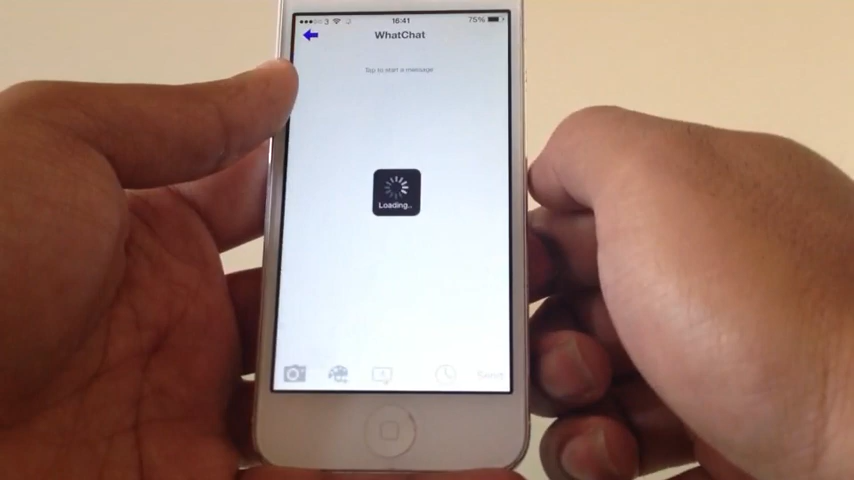 3 16:41 75%
WhatChat
Tap to start a message
Loading..
Send